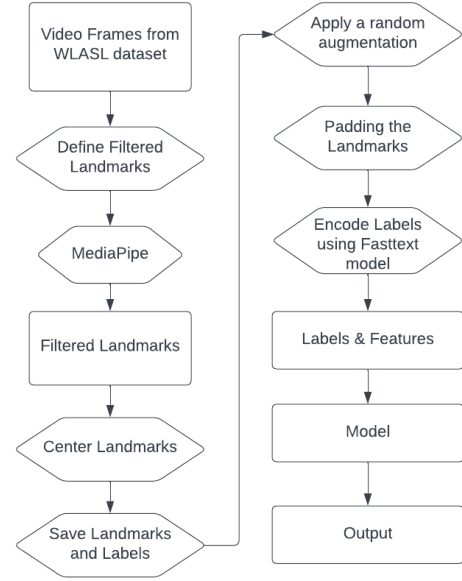 Video Frames from
WLASL dataset
Define Filtered
Landmarks
MediaPipe
Filtered Landmarks
Center Landmarks
Save Landmarks
and Labels
Apply a random
augmentation
Padding the
Landmarks
Encode Labels
using Fasttext
model
Labels & Features
Model
Output